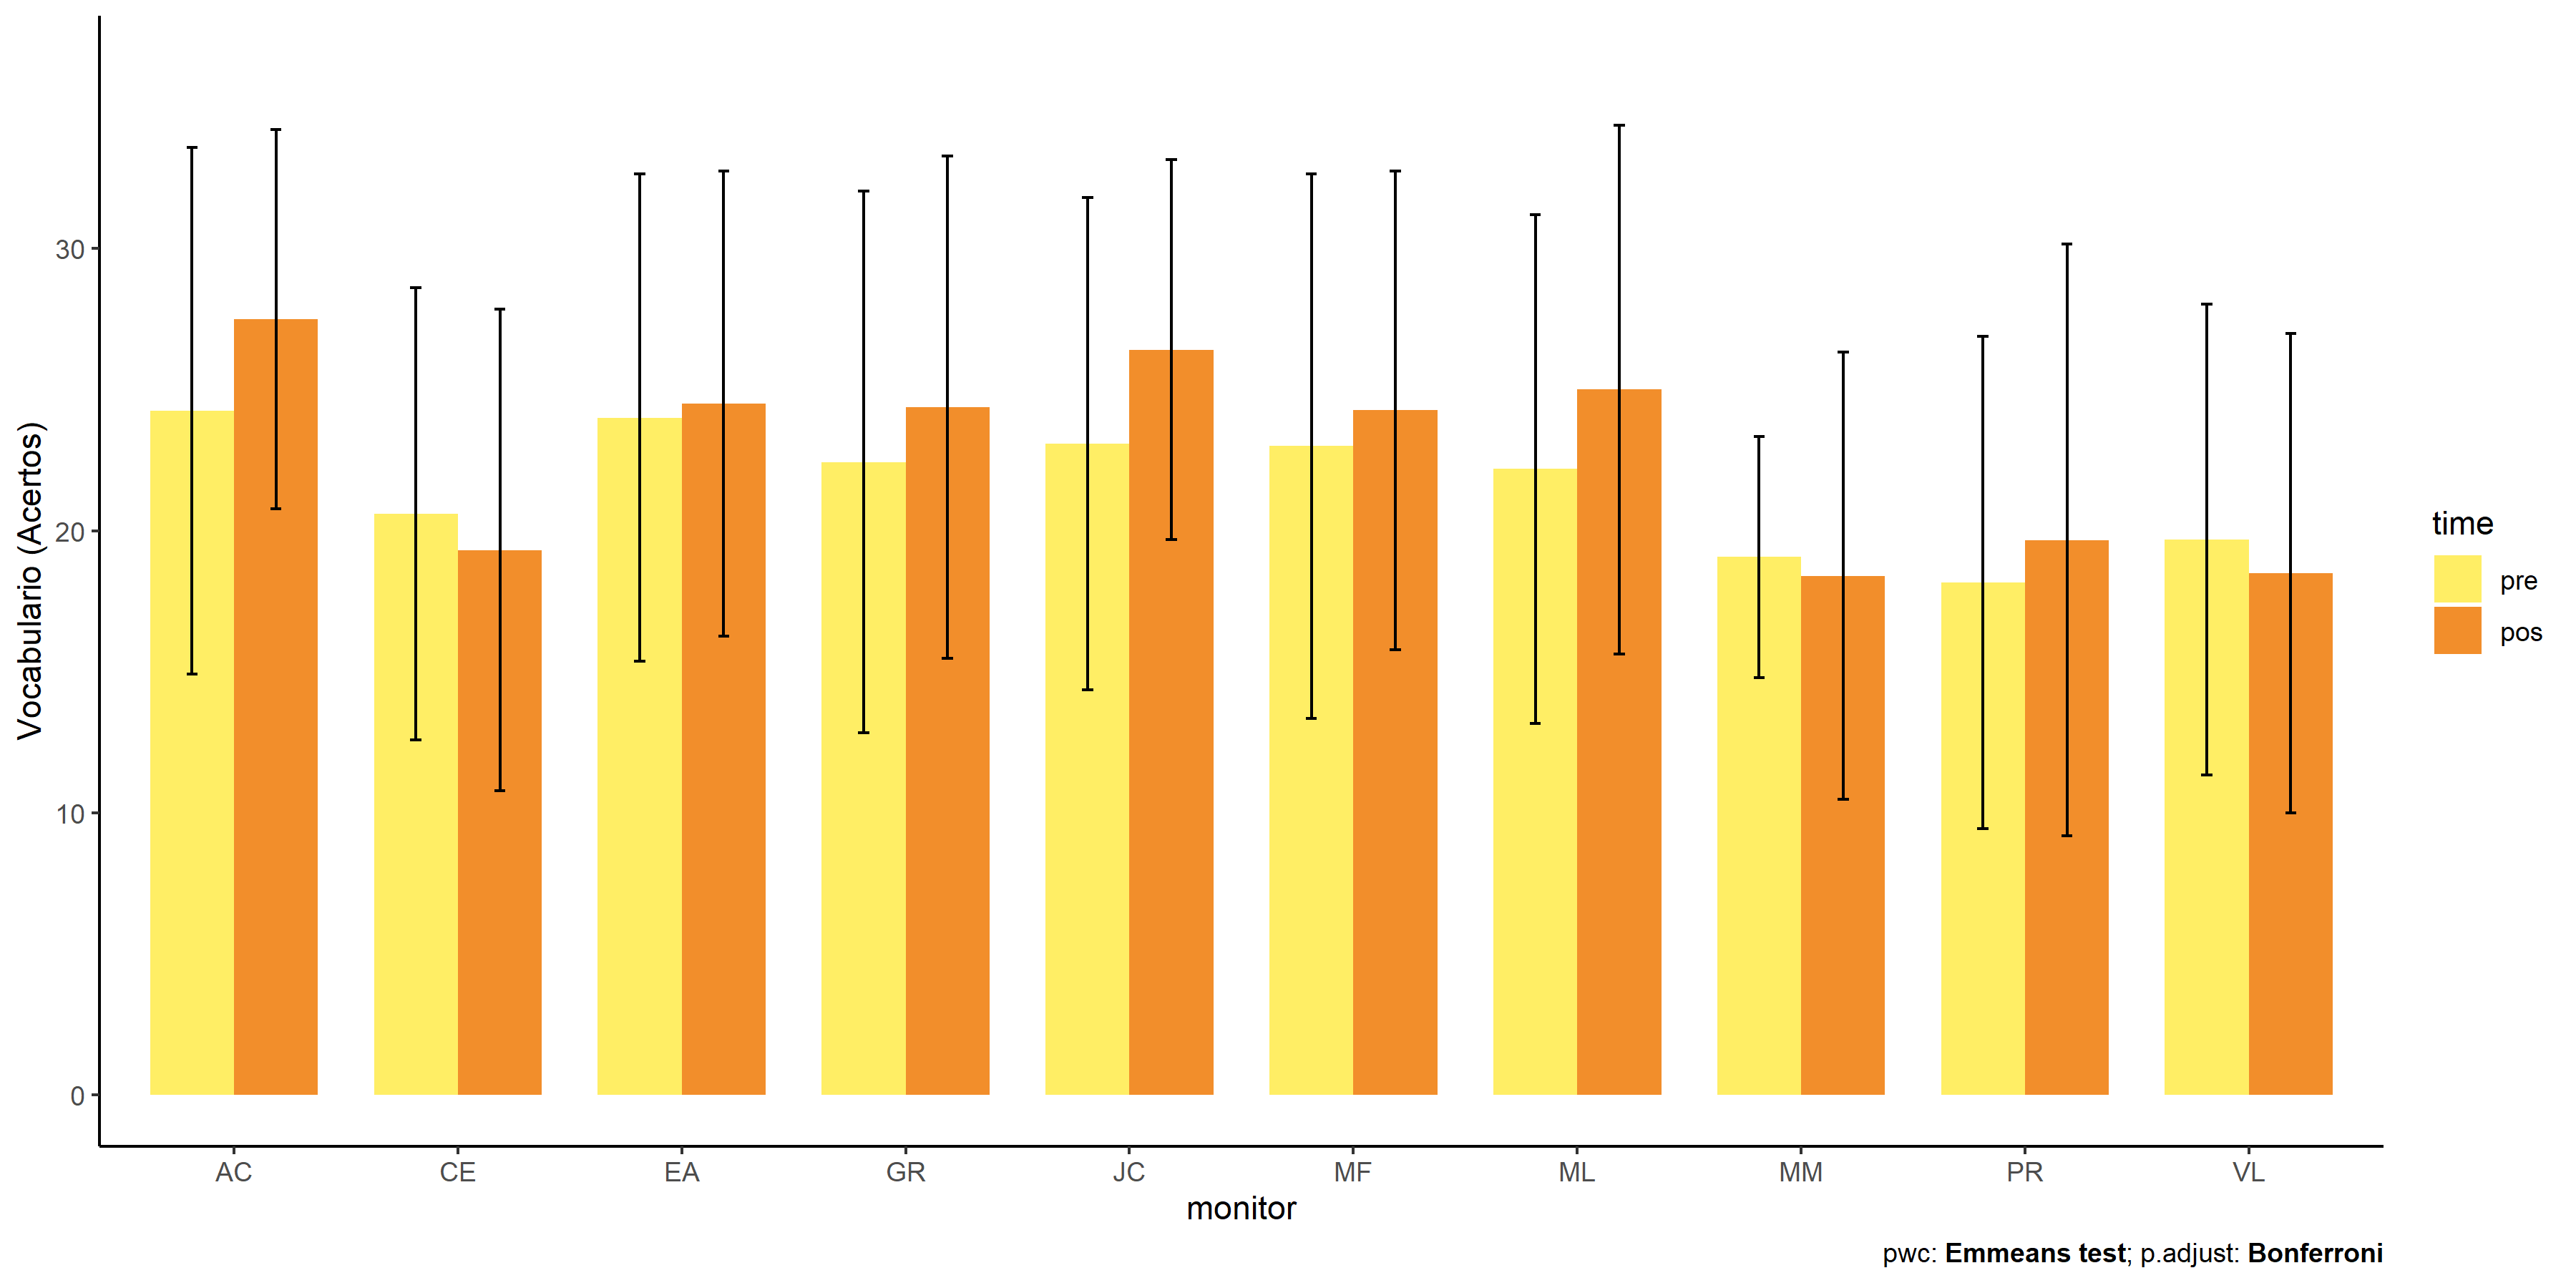 Vocabulario (Acertos)
30
20
10
0
AC CE EA GR JC MF ML MM PR VL
monitor
time
pre
pos
pwc: Emmeans test; p.adjust: Bonferroni